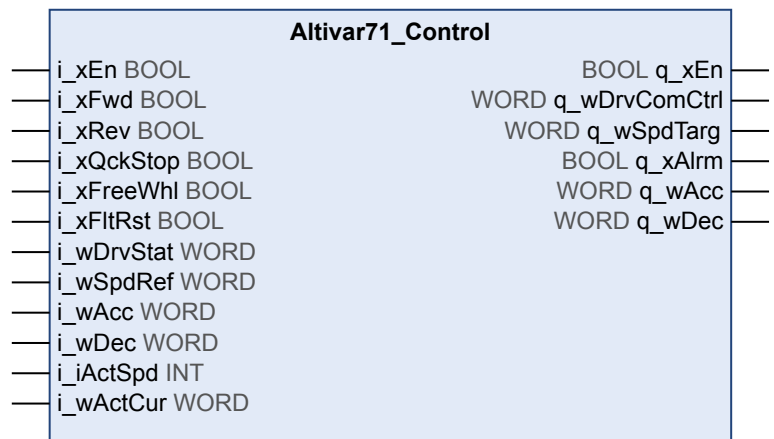 Altivar71_Control
i_xEn BOOL BOOL q_xEn
i_xFwd BOOL WORD q_wDrvComCtrl
i_xRev BOOL WORD q_wSpdTarg
i_xQckStop BOOL BOOL q_xAlrm
i_xFreeWhl BOOL WORD q_wAcc
i_xFltRst BOOL WORD q_wDec
i_wDrvStat WORD
i_wSpdRef WORD
i_wAcc WORD
i_wDec WORD
i_iActSpd INT
i_wActCur WORD